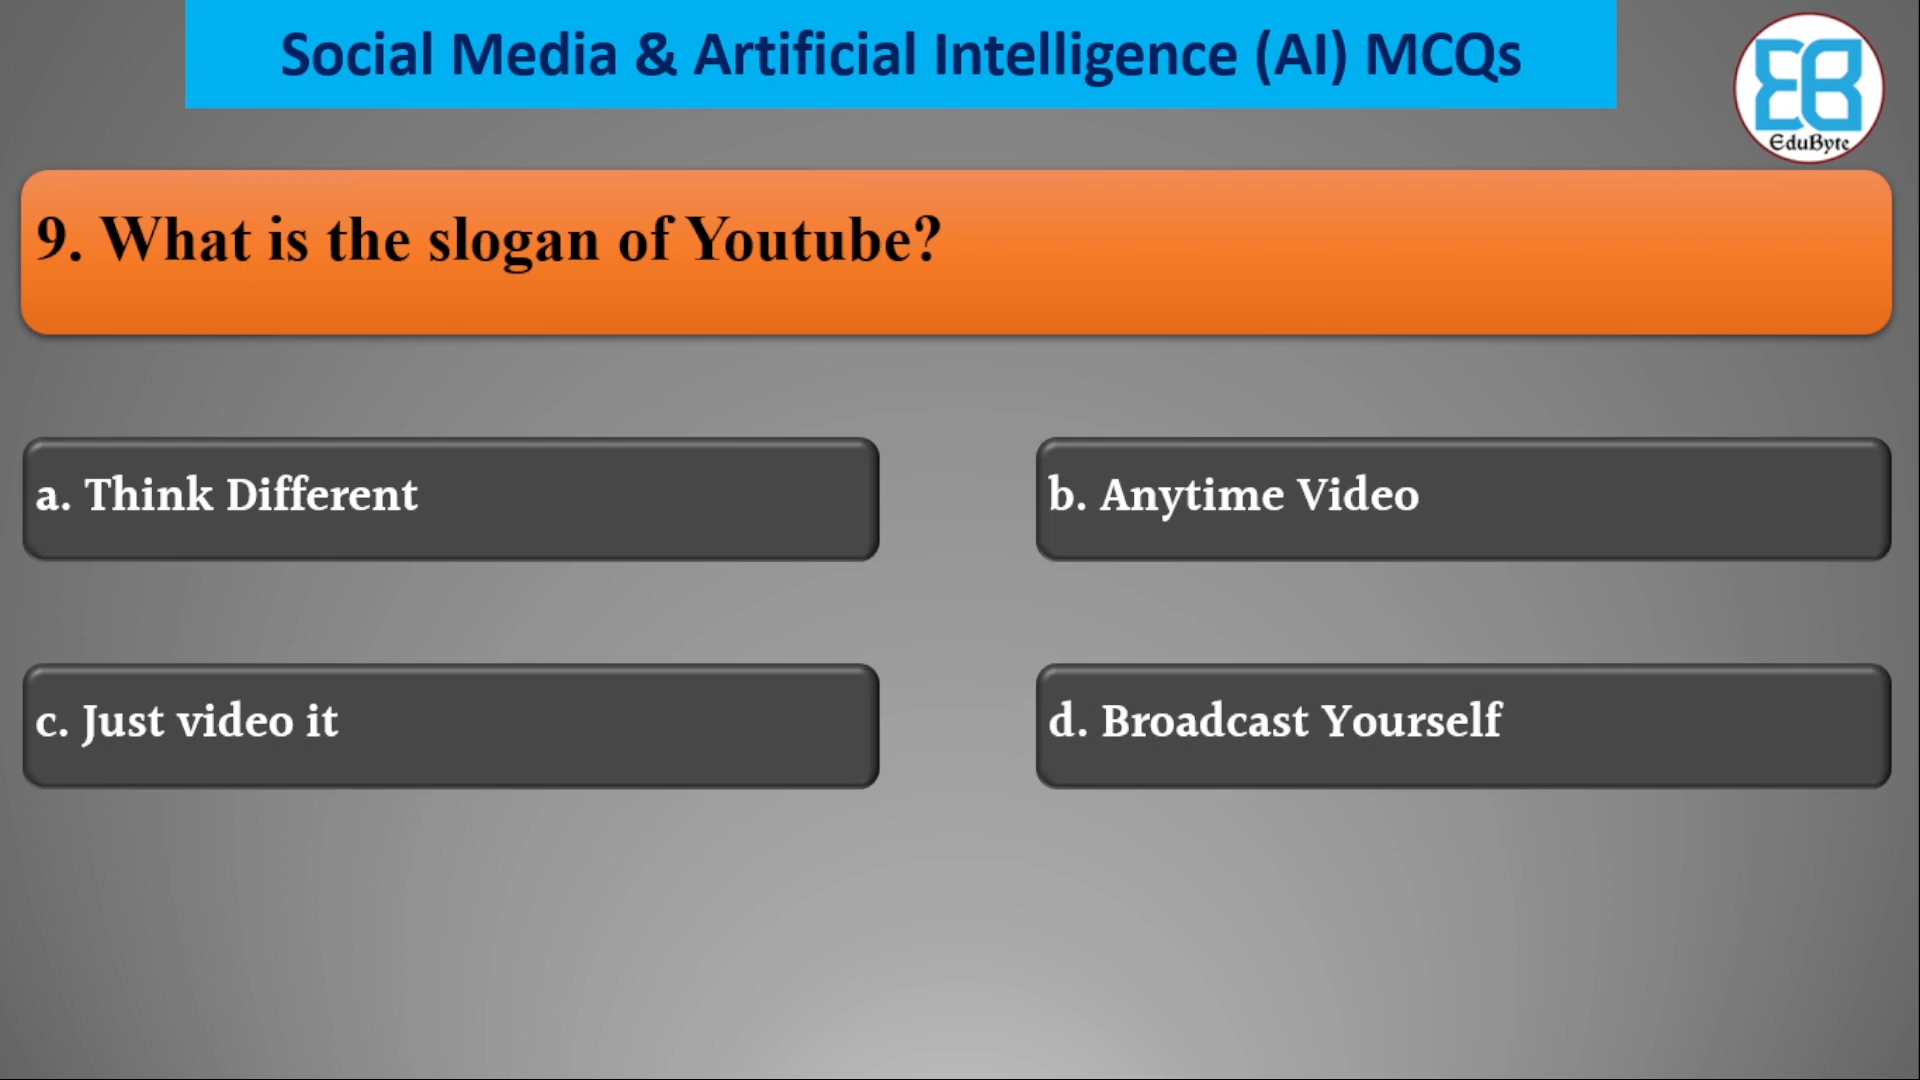 Social Media & Artificial Intelligence (AI) MCQs
EduByte
9. What is the slogan of Youtube?
a. Think Different
b. Anytime Video
c. Just video it
d. Broadcast Yourself